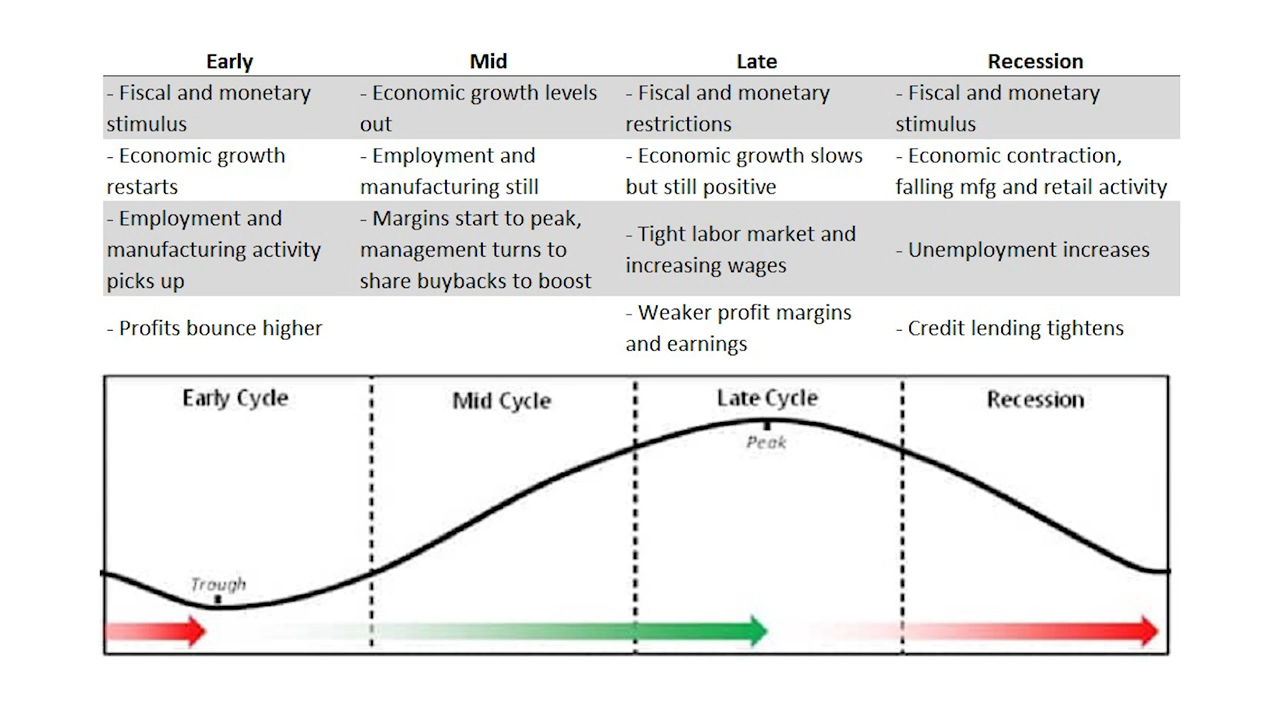 Early Mid Late Recession
- Fiscal and monetary
stimulus
- Economic growth levels
out
- Fiscal and monetary
restrictions
- Fiscal and monetary
stimulus
- Economic growth
restarts
- Employment and
manufacturing still
- Economic growth slows
but still positive
- Economic contraction,
falling mfg and retail activity
- Employment and
manufacturing activity
picks up
- Margins start to peak,
management turns to
share buybacks to boost
- Tight labor market and
increasing wages
- Unemployment increases
- Profits bounce higher
- Weaker profit margins
and earnings
- Credit lending tightens
Early Cycle
Mid Cycle
Late Cycle
Recession
Peak
Trough